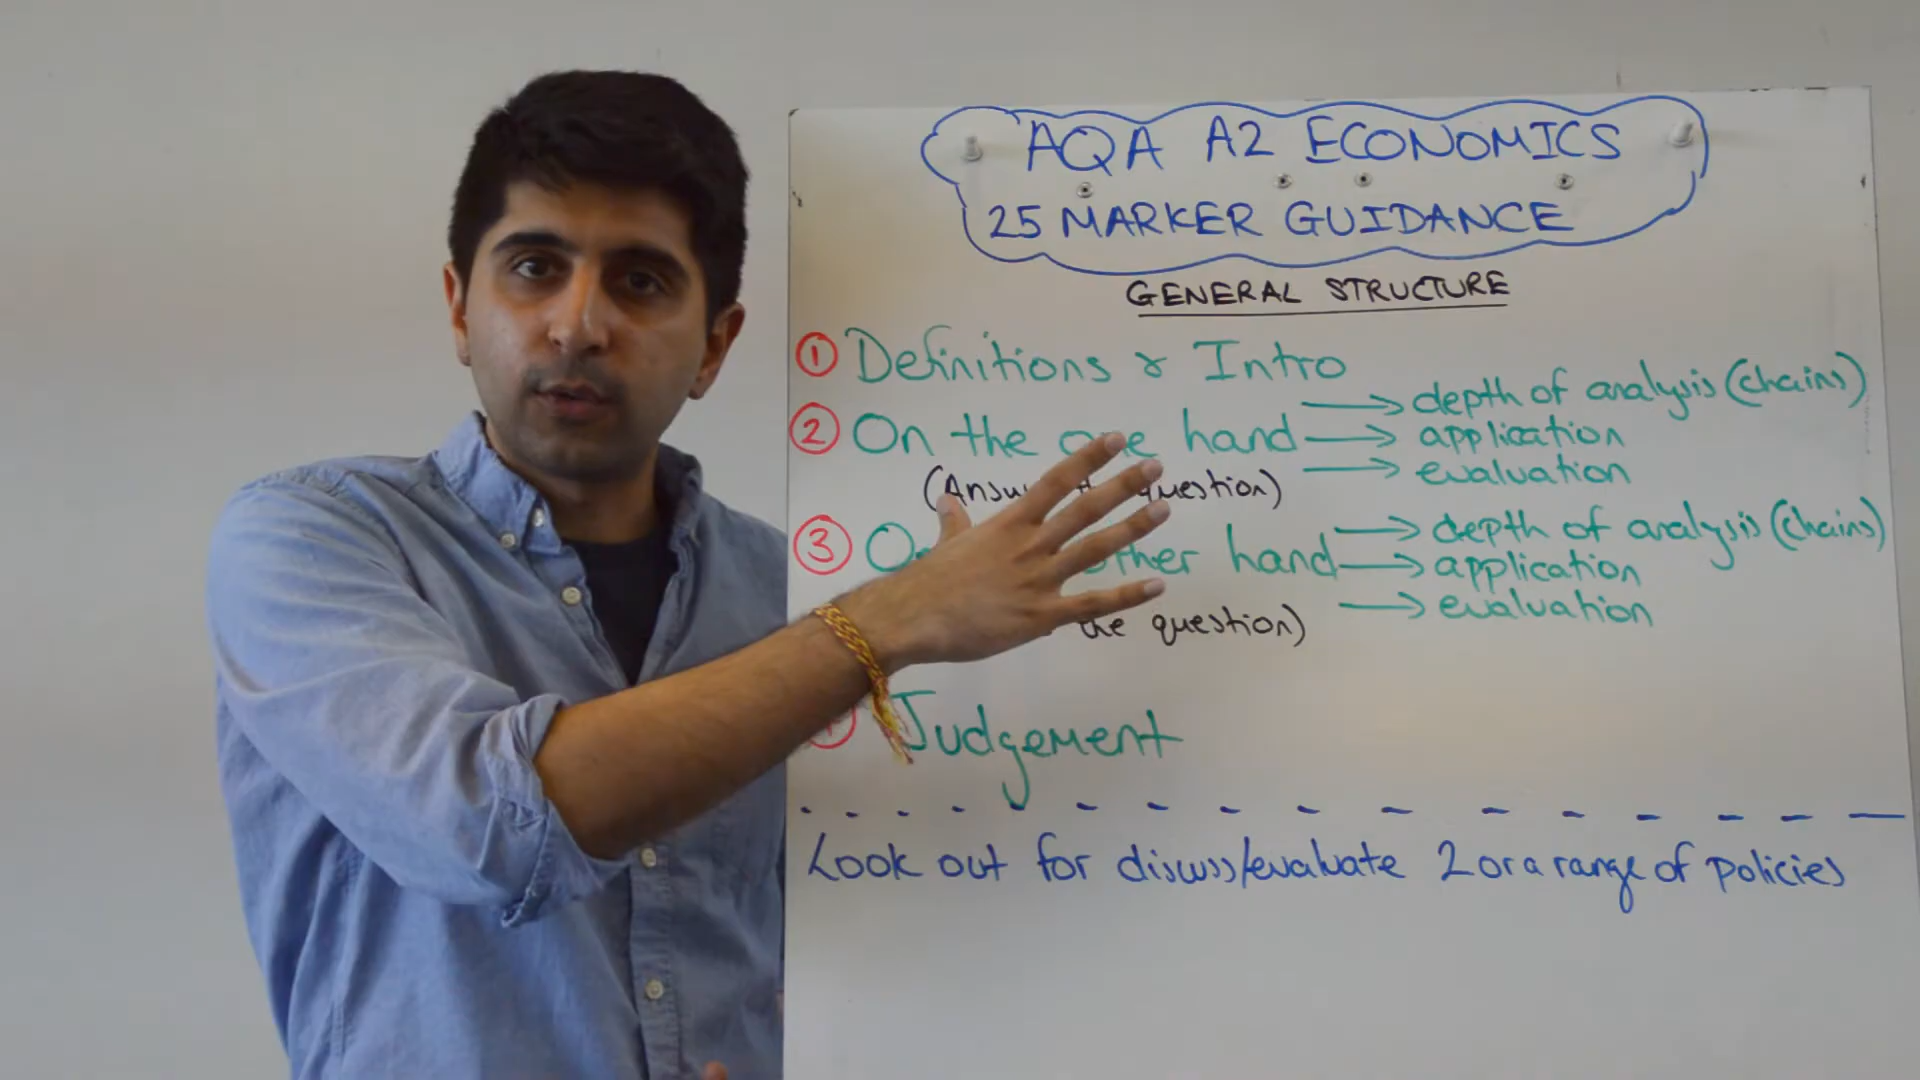 AQA A2 ECONOMICS
25 MARKER GUIDANCE
GENERAL STRUCTURE
1 Definitions & Intro
2 On the one hand → depth of analysis (chains)
→ application
→ evaluation
(Answ question)
3 O other hand → depth of analysis (chains)
→ application
→ evaluation
the question)
Judgement
Look out for discuss/evaluate 2 or a range of policies